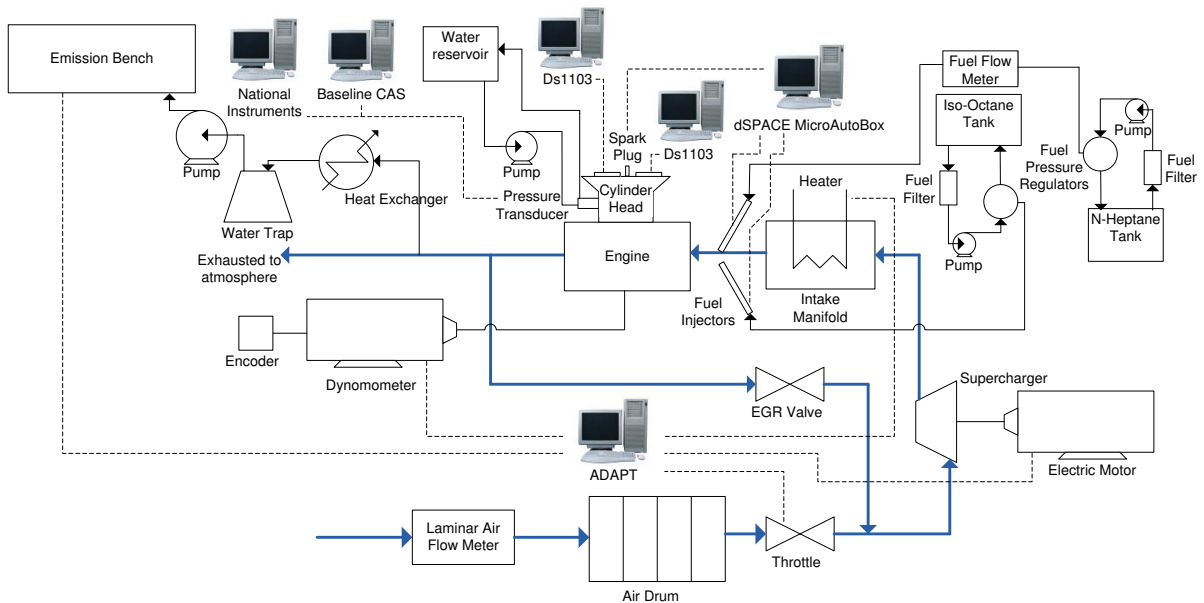 Emission Bench
National
Instruments
Baseline CAS
Water
reservoir
Ds1103
Spark
Plug
Ds1103
dSPACE MicroAutoBox
Fuel Flow
Meter
Iso-Octane
Tank
Pump
Fuel
Filter
Fuel
Pressure
Regulators
Fuel
Filter
N-Heptane
Tank
Pump
Pump
Heat Exchanger
Water Trap
Pump
Pressure
Transducer
Cylinder
Head
Heater
Exhausted to
atmosphere
Engine
Fuel
Injectors
Intake
Manifold
Encoder
Dynomometer
EGR Valve
Supercharger
Electric Motor
ADAPT
Laminar Air
Flow Meter
Air Drum
Throttle